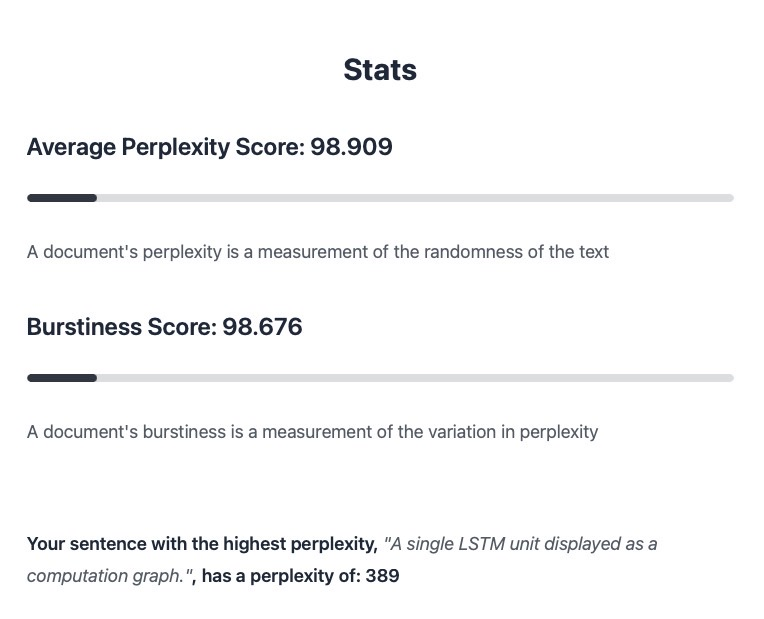 Stats
Average Perplexity Score: 98.909
A document's perplexity is a measurement of the randomness of the text
Burstiness Score: 98.676
A document's burstiness is a measurement of the variation in perplexity
Your sentence with the highest perplexity, "A single LSTM unit displayed as a
computation graph.", has a perplexity of: 389